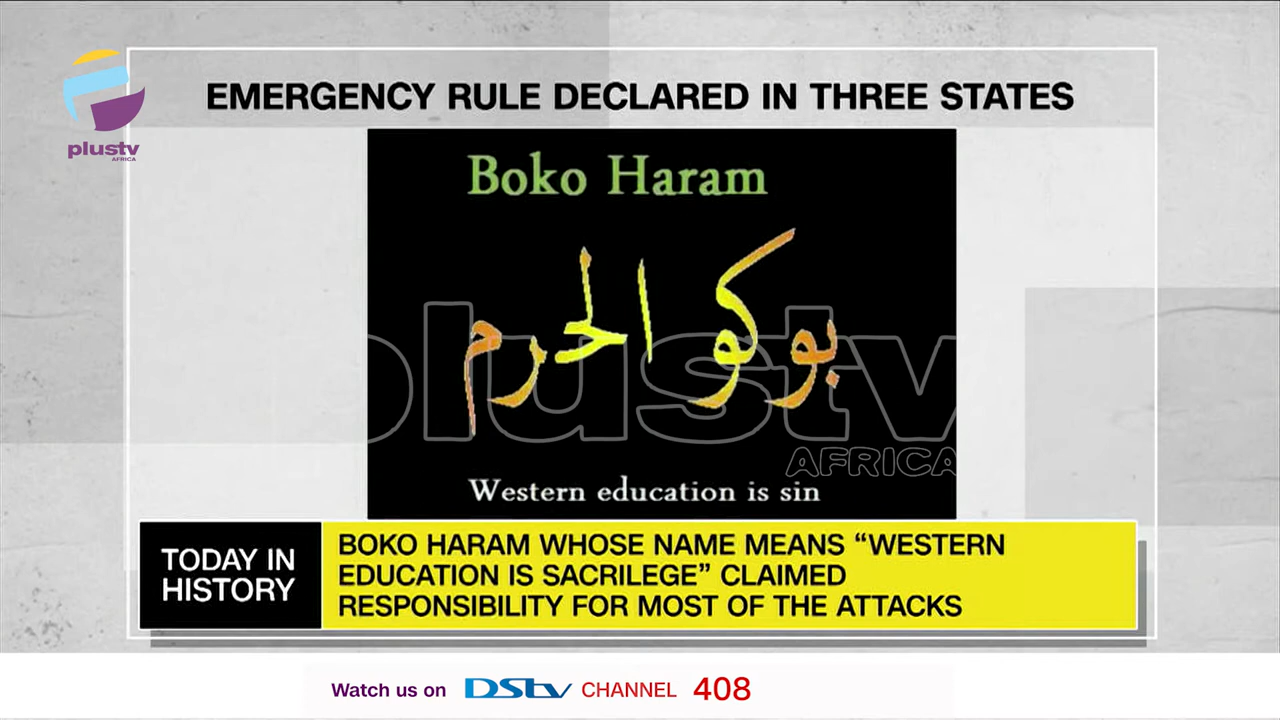 plustv
AFRICA
EMERGENCY RULE DECLARED IN THREE STATES
Boko Haram
بوكو الحرم
plustv
AFRICA
Western education is sin
TODAY IN
HISTORY
BOKO HARAM WHOSE NAME MEANS “WESTERN
EDUCATION IS SACRILEGE” CLAIMED
RESPONSIBILITY FOR MOST OF THE ATTACKS
Watch us on DStv CHANNEL 408